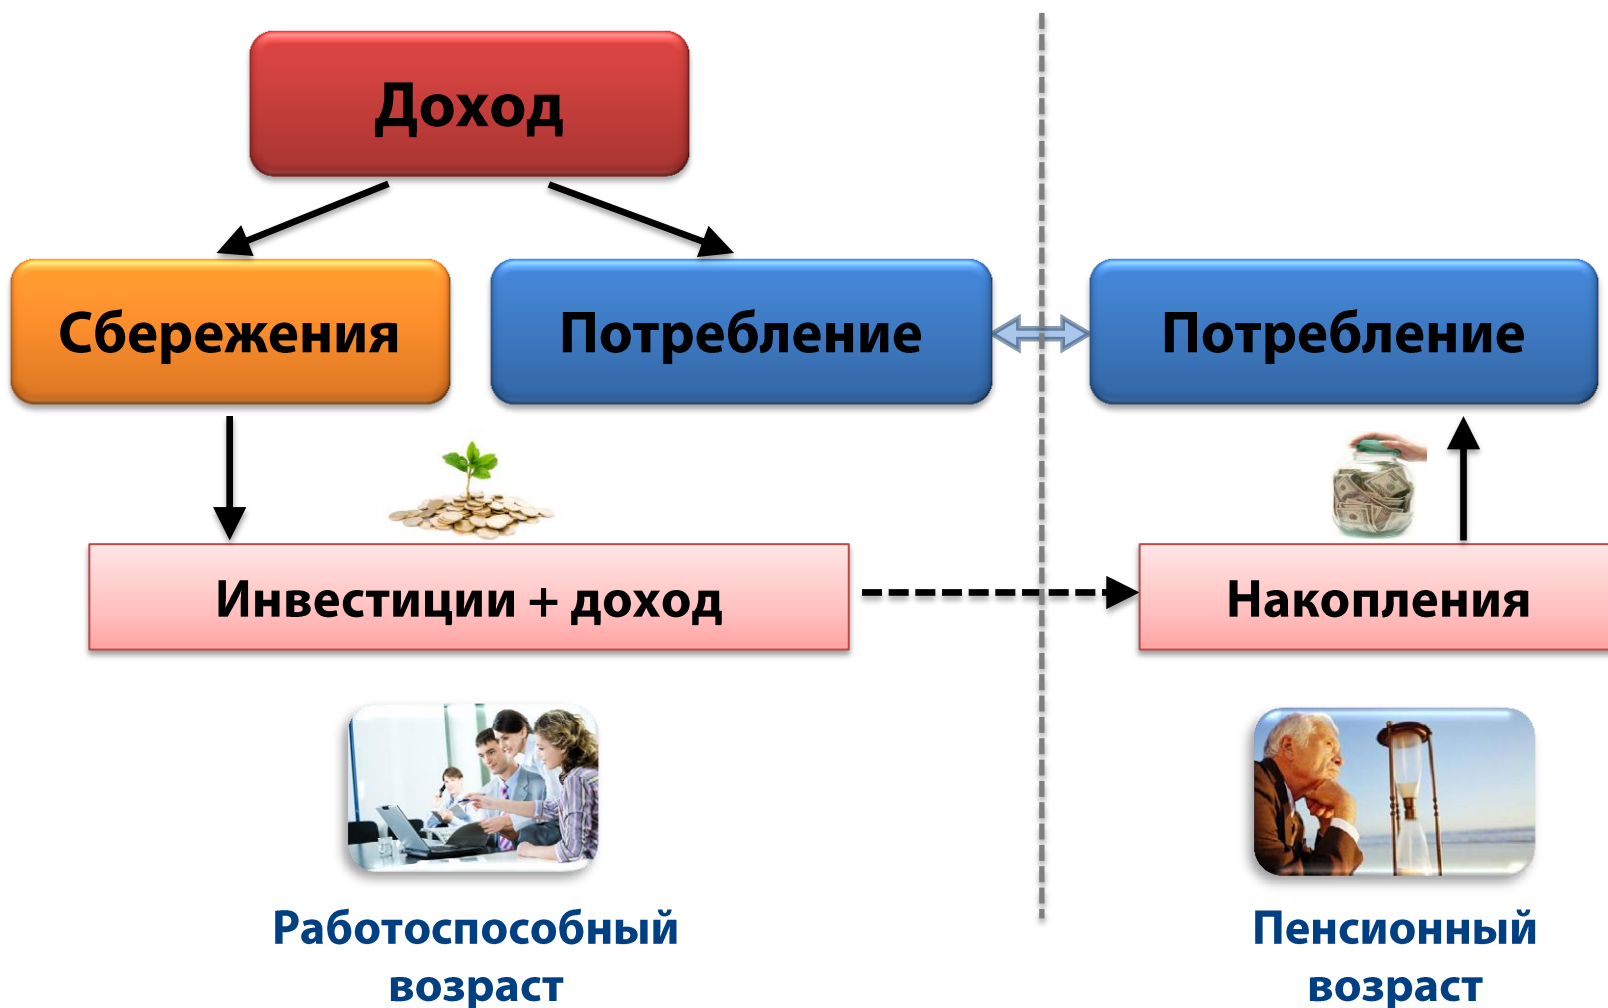 Доход
Сбережения
Потребление
Потребление
Инвестиции + доход
Накопления
Работоспособный
возраст
Пенсионный
возраст